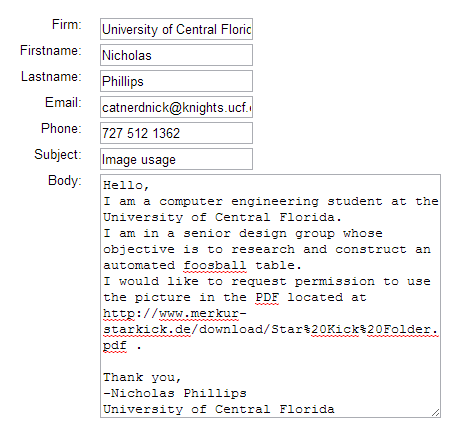 Firm: University of Central Floric
Firstname: Nicholas
Lastname: Phillips
Email: catnerdnick@knights.ucf.
Phone: 727 512 1362
Subject: Image usage
Body: Hello,
I am a computer engineering student at the
University of Central Florida.
I am in a senior design group whose
objective is to research and construct an
automated foosball table.
I would like to request permission to use
the picture in the PDF located at
http://www.merkur-
starkick.de/download/Star%20Kick%20Folder.
pdf .
Thank you,
-Nicholas Phillips
University of Central Florida